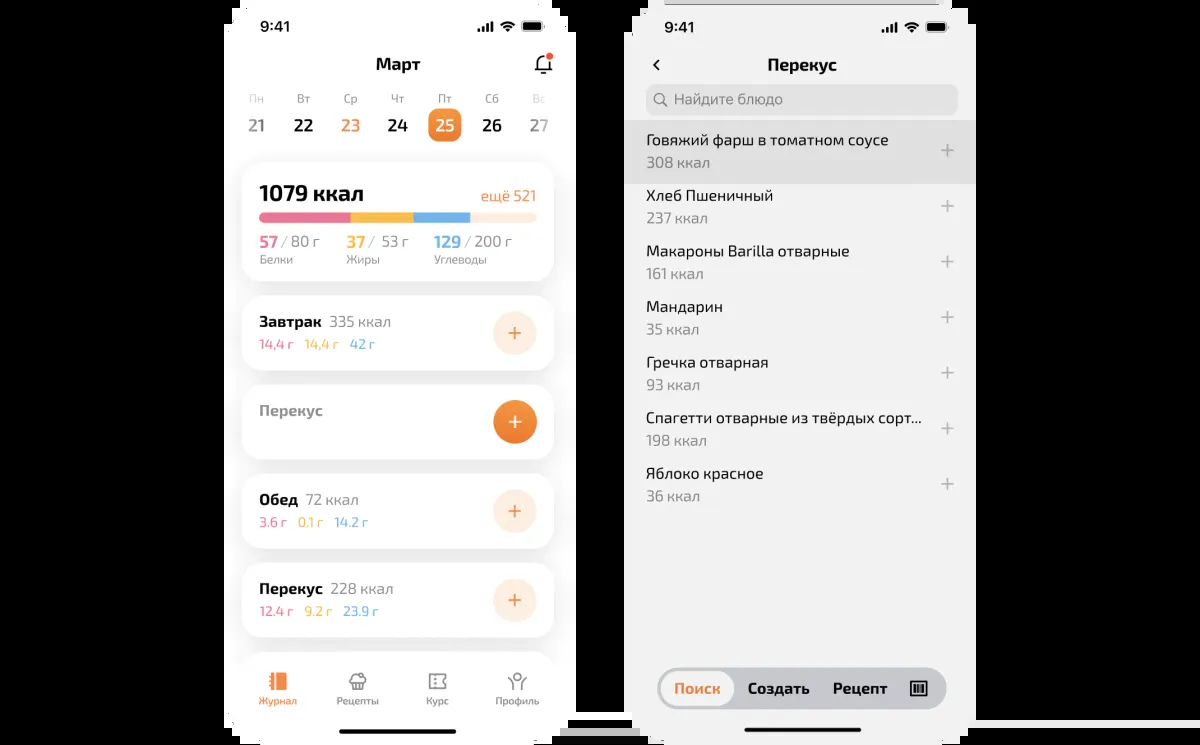 9:41
Март
Пн Вт Ср Чт Пт Сб Вс
21 22 23 24 25 26 27
1079 ккал ещё 521
57 / 80 г 37 / 53 г 129 / 200 г
Белки Жиры Углеводы
Завтрак 335 ккал
14,4 г 14,4 г 42 г
Перекус
Обед 72 ккал
3.6 г 0.1 г 14.2 г
Перекус 228 ккал
12.4 г 9.2 г 23.9 г
Журнал Рецепты Курс Профиль
9:41
Перекус
Найдите блюдо
Говяжий фарш в томатном соусе
308 ккал
Хлеб Пшеничный
237 ккал
Макароны Barilla отварные
161 ккал
Мандарин
35 ккал
Гречка отварная
93 ккал
Спагетти отварные из твёрдых сорт...
198 ккал
Яблоко красное
36 ккал
Поиск Создать Рецепт